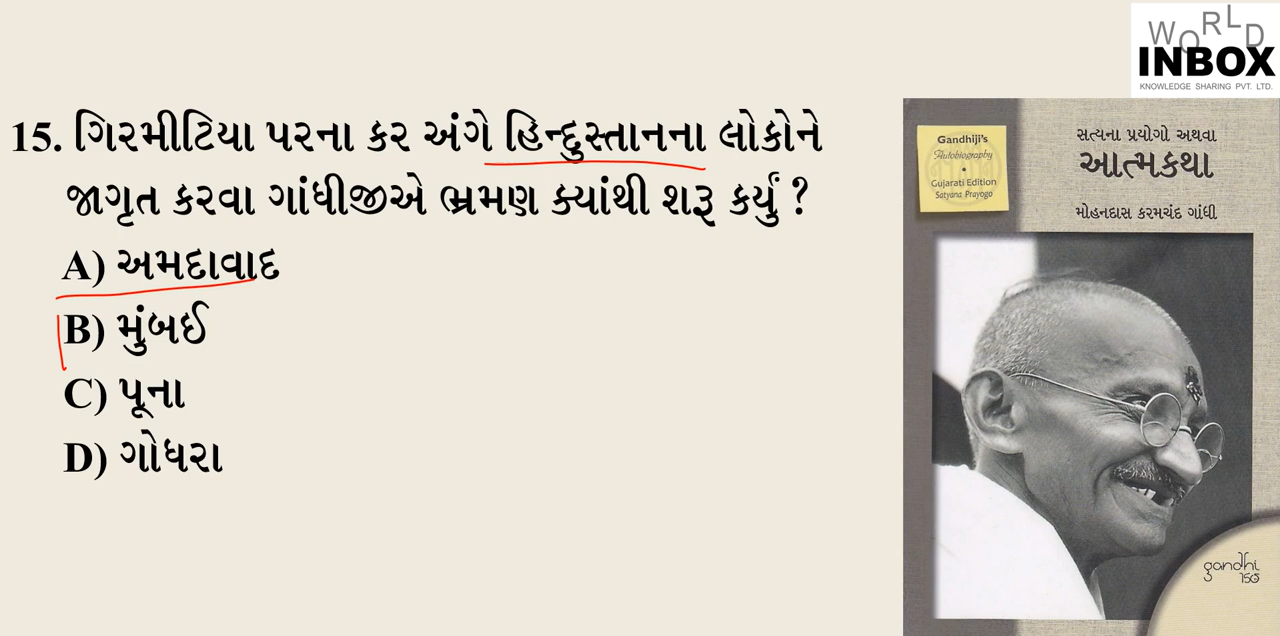 WORLD
INBOX
KNOWLEDGE SHARING PVT. LTD.
15. ગિરમીટિયા પરના કર અંગે હિન્દુસ્તાનના લોકોને
જાગૃત કરવા ગાંધીજીએ ભ્રમણ ક્યાંથી શરૂ કર્યું ?
A) અમદાવાદ
B) મુંબઈ
C) પૂના
D) ગોધરા
Gandhiji's
Autobiography
•
Gujarati Edition
Satyana Prayogo
સત્યના પ્રયોગો અથવા
આત્મકથા
મોહનદાસ કરમચંદ ગાંધી
gandhi
150